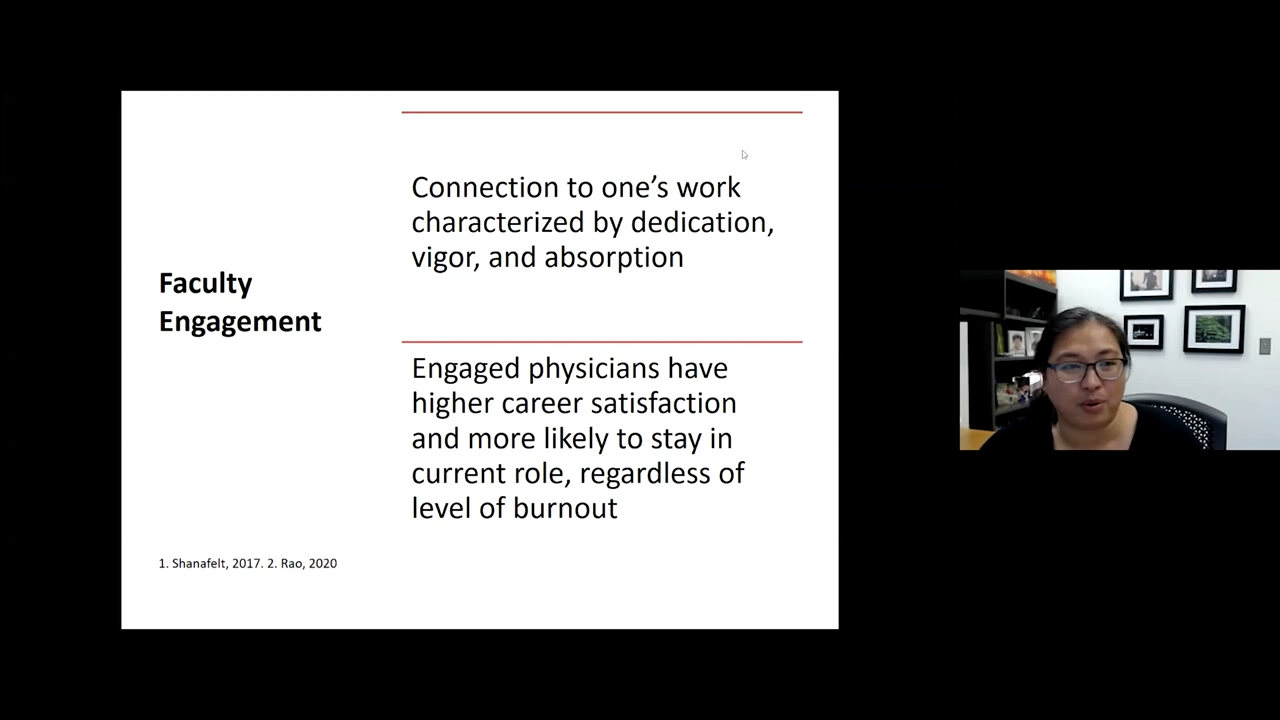 Faculty
Engagement
Connection to one’s work
characterized by dedication,
vigor, and absorption
Engaged physicians have
higher career satisfaction
and more likely to stay in
current role, regardless of
level of burnout
1. Shanafelt, 2017. 2. Rao, 2020